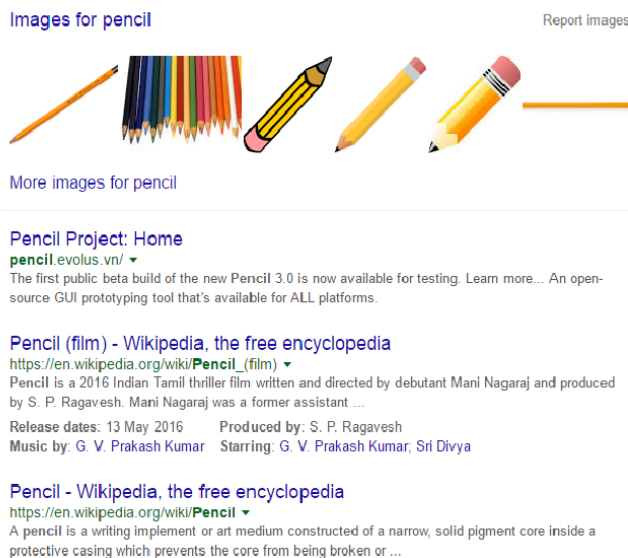 Images for pencil
Report images
More images for pencil
Pencil Project: Home
pencil.evolus.vn/
The first public beta build of the new Pencil 3.0 is now available for testing. Learn more... An open-
source GUI prototyping tool that's available for ALL platforms.
Pencil (film) - Wikipedia, the free encyclopedia
https://en.wikipedia.org/wiki/Pencil_(film)
Pencil is a 2016 Indian Tamil thriller film written and directed by debutant Mani Nagaraj and produced
by S. P. Ragavesh. Mani Nagaraj was a former assistant ...
Release dates: 13 May 2016 Produced by: S. P. Ragavesh
Music by: G. V. Prakash Kumar Starring: G. V. Prakash Kumar, Sri Divya
Pencil - Wikipedia, the free encyclopedia
https://en.wikipedia.org/wiki/Pencil
A pencil is a writing implement or art medium constructed of a narrow, solid pigment core inside a
protective casing which prevents the core from being broken or ...